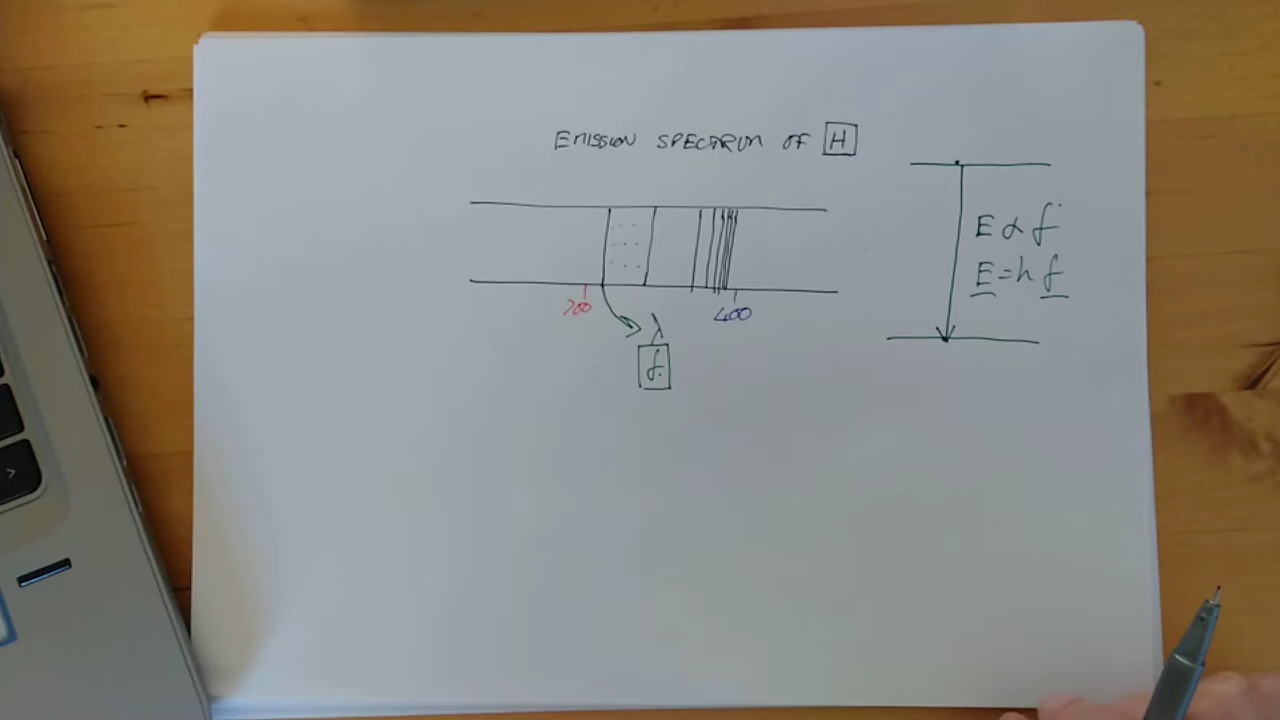 EMISSION SPECTRUM OF H
E ∝ f
E = h f
700
400
λ
f
>